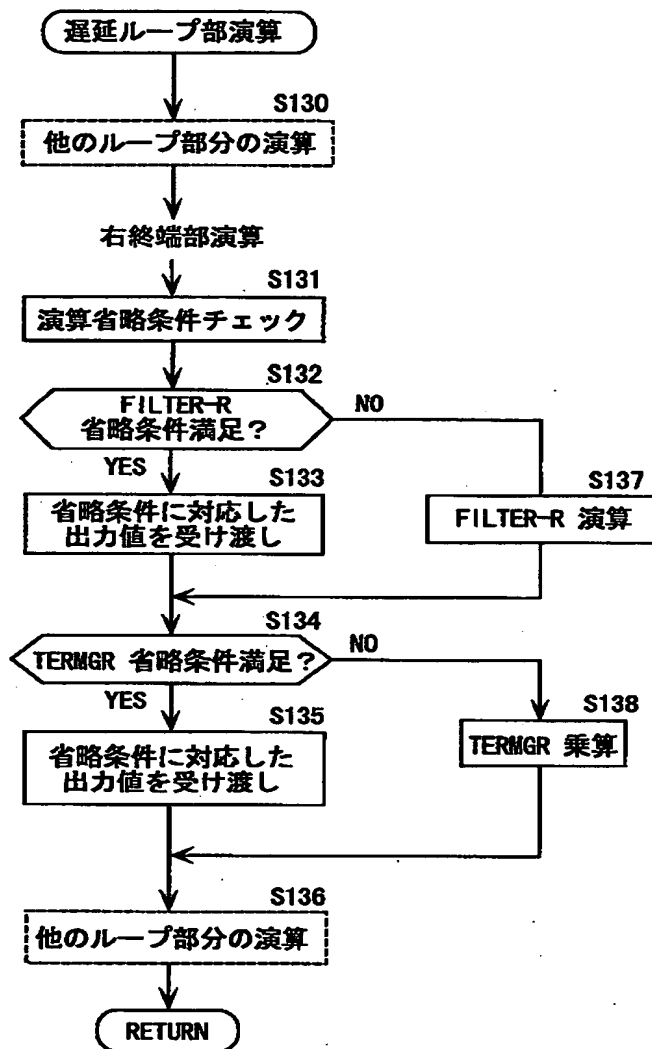 遅延ループ部演算
S130
他のループ部分の演算
右終端部演算
S131
演算省略条件チェック
S132
FILTER-R
省略条件満足?
NO
YES
S133
省略条件に対応した
出力値を受け渡し
S137
FILTER-R 演算
S134
TERMGR 省略条件満足?
NO
YES
S135
省略条件に対応した
出力値を受け渡し
S138
TERMGR 乗算
S136
他のループ部分の演算
RETURN